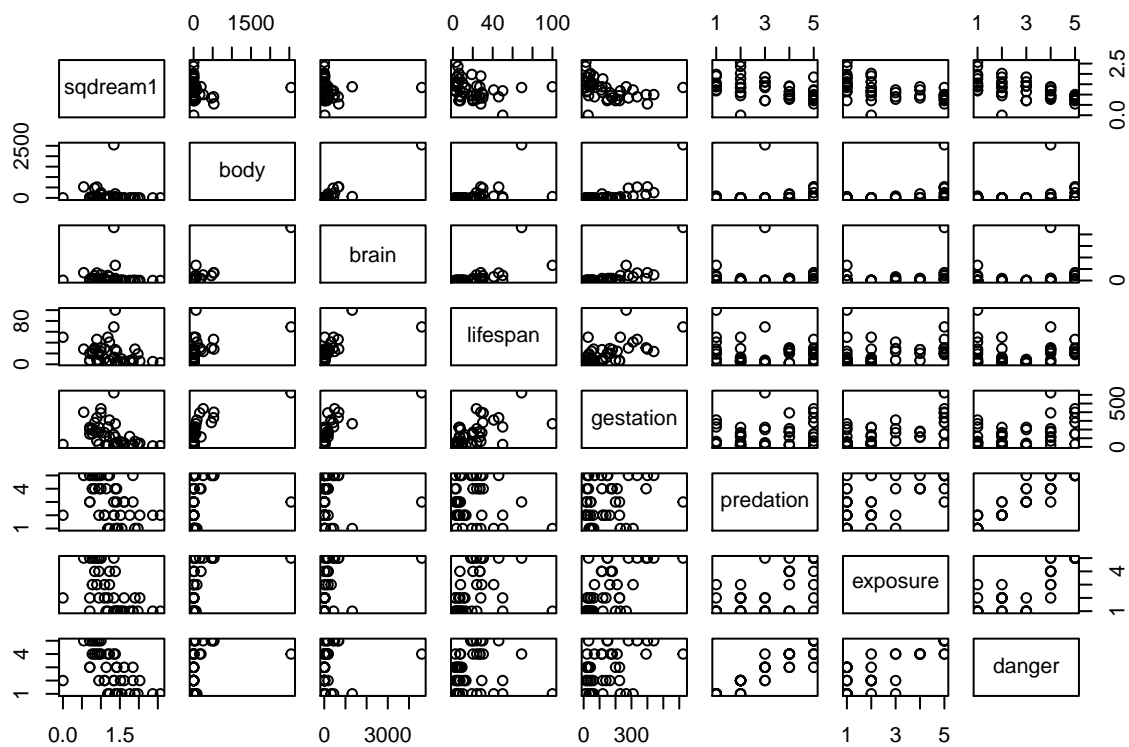 0 1500 0 40 100 1 3 5 1 3 5
sqdream1 0.0 2.5
0 2500 body
brain 0
0 80 lifespan
gestation 0 500
1 4 predation
exposure 1 4
1 4 danger
0.0 1.5 0 3000 0 300 1 3 5